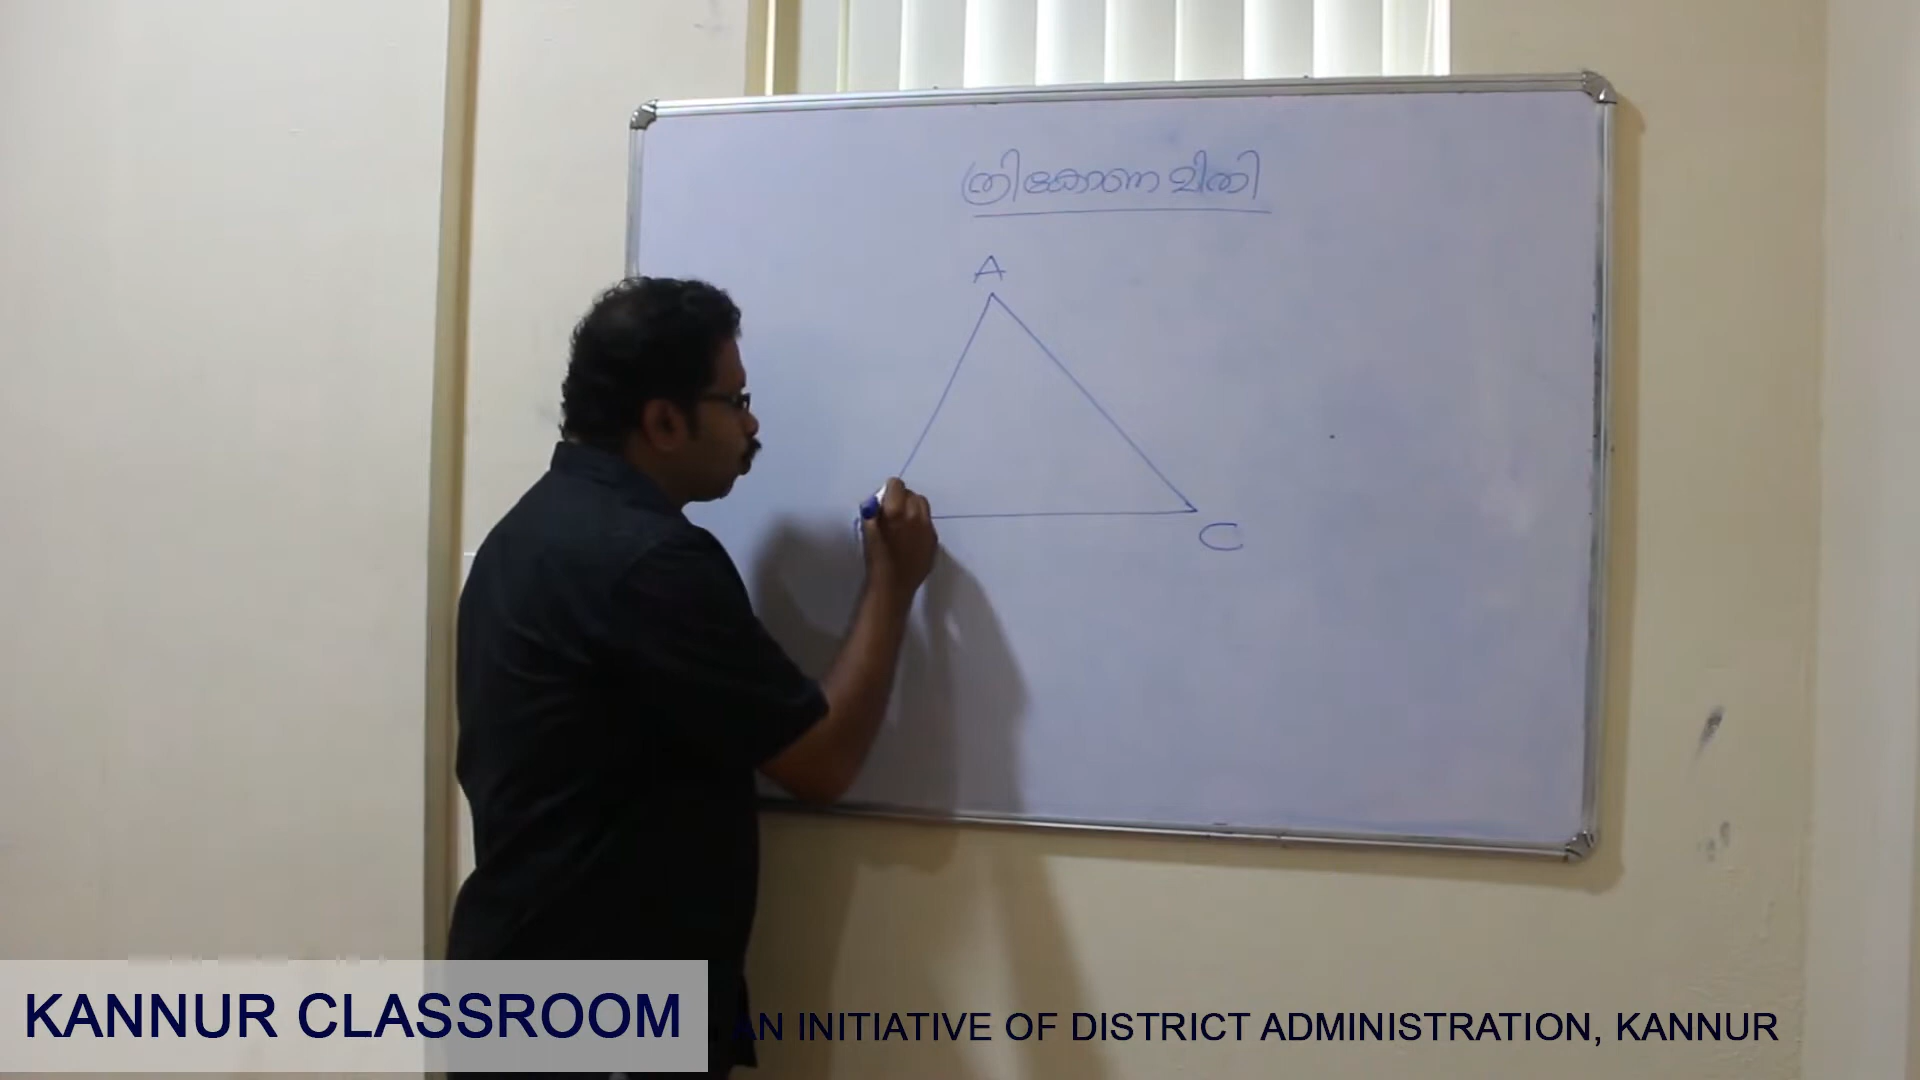 ത്രികോണമിതി
A
C
KANNUR CLASSROOM
AN INITIATIVE OF DISTRICT ADMINISTRATION, KANNUR